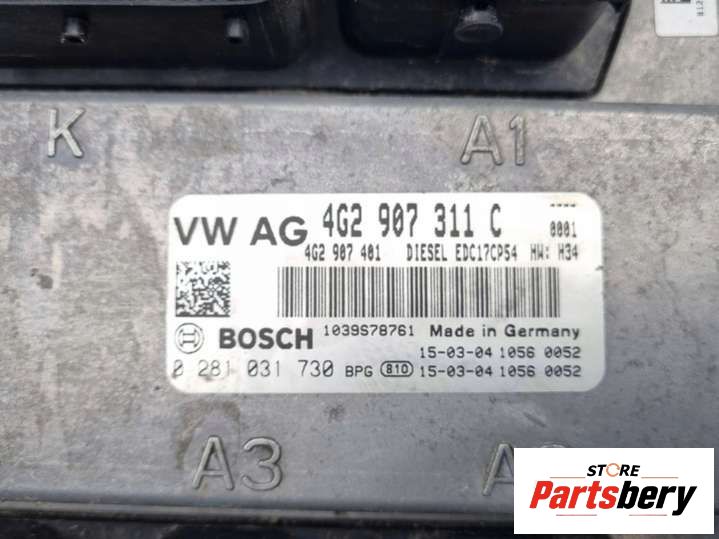 K
A1
VW AG 4G2 907 311 C
0001
4G2 907 401 DIESEL EDC17CP54 HW: H34
BOSCH 1039S78761 Made in Germany
15-03-04 1056 0052
0 281 031 730 BPG 810 15-03-04 1056 0052
A3
STORE
Partsbery